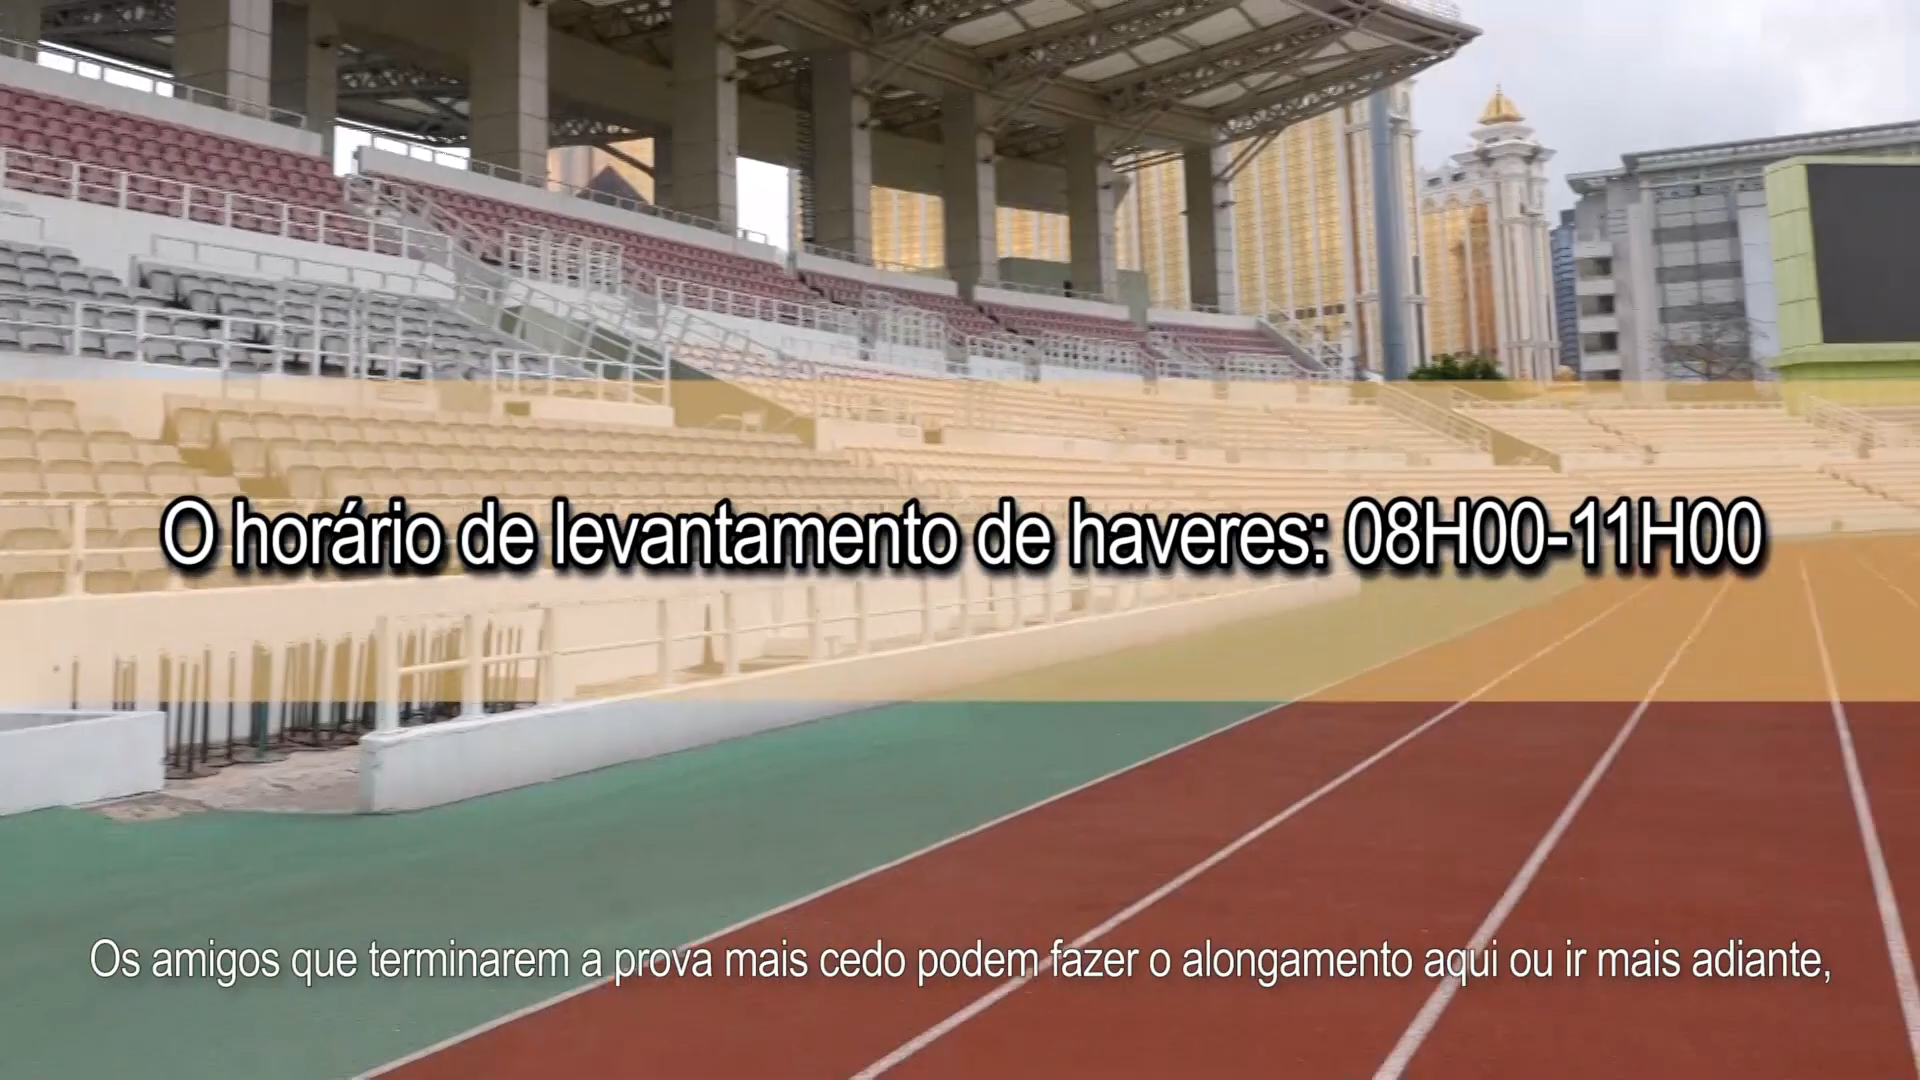 O horário de levantamento de haveres: 08H00-11H00
Os amigos que terminarem a prova mais cedo podem fazer o alongamento aqui ou ir mais adiante,